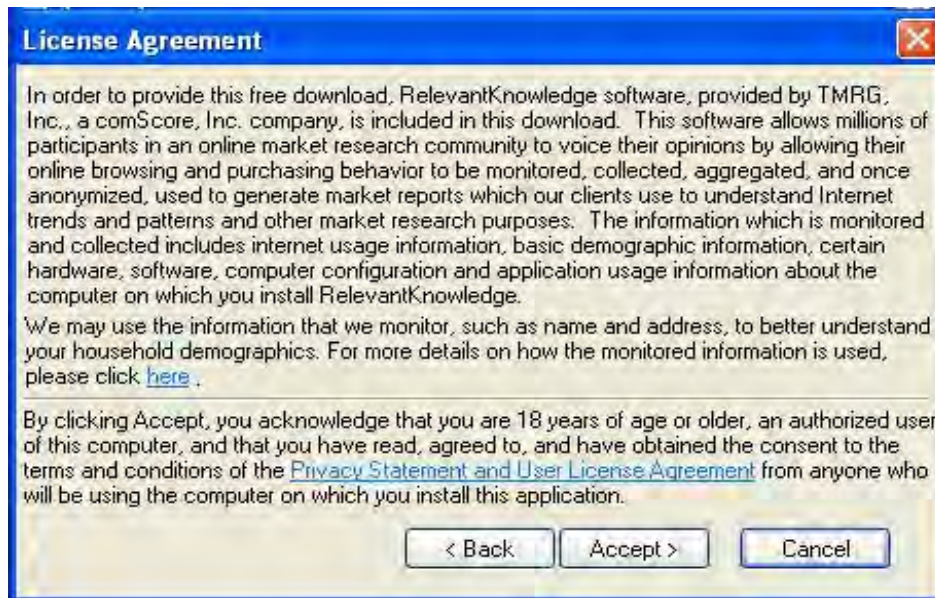 License Agreement
In order to provide this free download, RelevantKnowledge software, provided by TMRG,
Inc., a comScore, Inc. company, is included in this download.  This software allows millions of
participants in an online market research community to voice their opinions by allowing their
online browsing and purchasing behavior to be monitored, collected, aggregated, and once
anonymized, used to generate market reports which our clients use to understand Internet
trends and patterns and other market research purposes.  The information which is monitored
and collected includes internet usage information, basic demographic information, certain
hardware, software, computer configuration and application usage information about the
computer on which you install RelevantKnowledge.
We may use the information that we monitor, such as name and address, to better understand
your household demographics. For more details on how the monitored information is used,
please click here .
By clicking Accept, you acknowledge that you are 18 years of age or older, an authorized user
of this computer, and that you have read, agreed to, and have obtained the consent to the
terms and conditions of the Privacy Statement and User License Agreement from anyone who
will be using the computer on which you install this application.
< Back Accept > Cancel